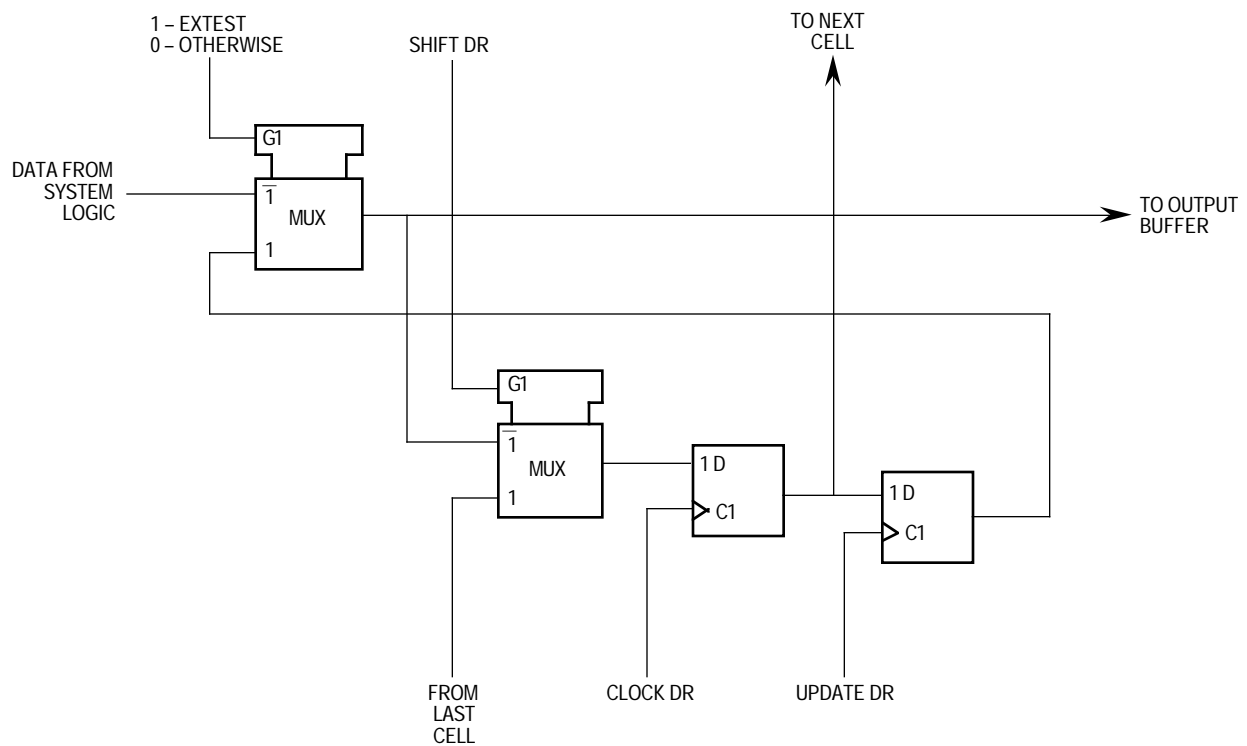 1 – EXTEST
0 – OTHERWISE
SHIFT DR
TO NEXT
CELL
G1
DATA FROM
SYSTEM
LOGIC
1̅
MUX
1
TO OUTPUT
BUFFER
G1
1̅
MUX
1
1 D
C1
1 D
C1
FROM
LAST
CELL
CLOCK DR
UPDATE DR